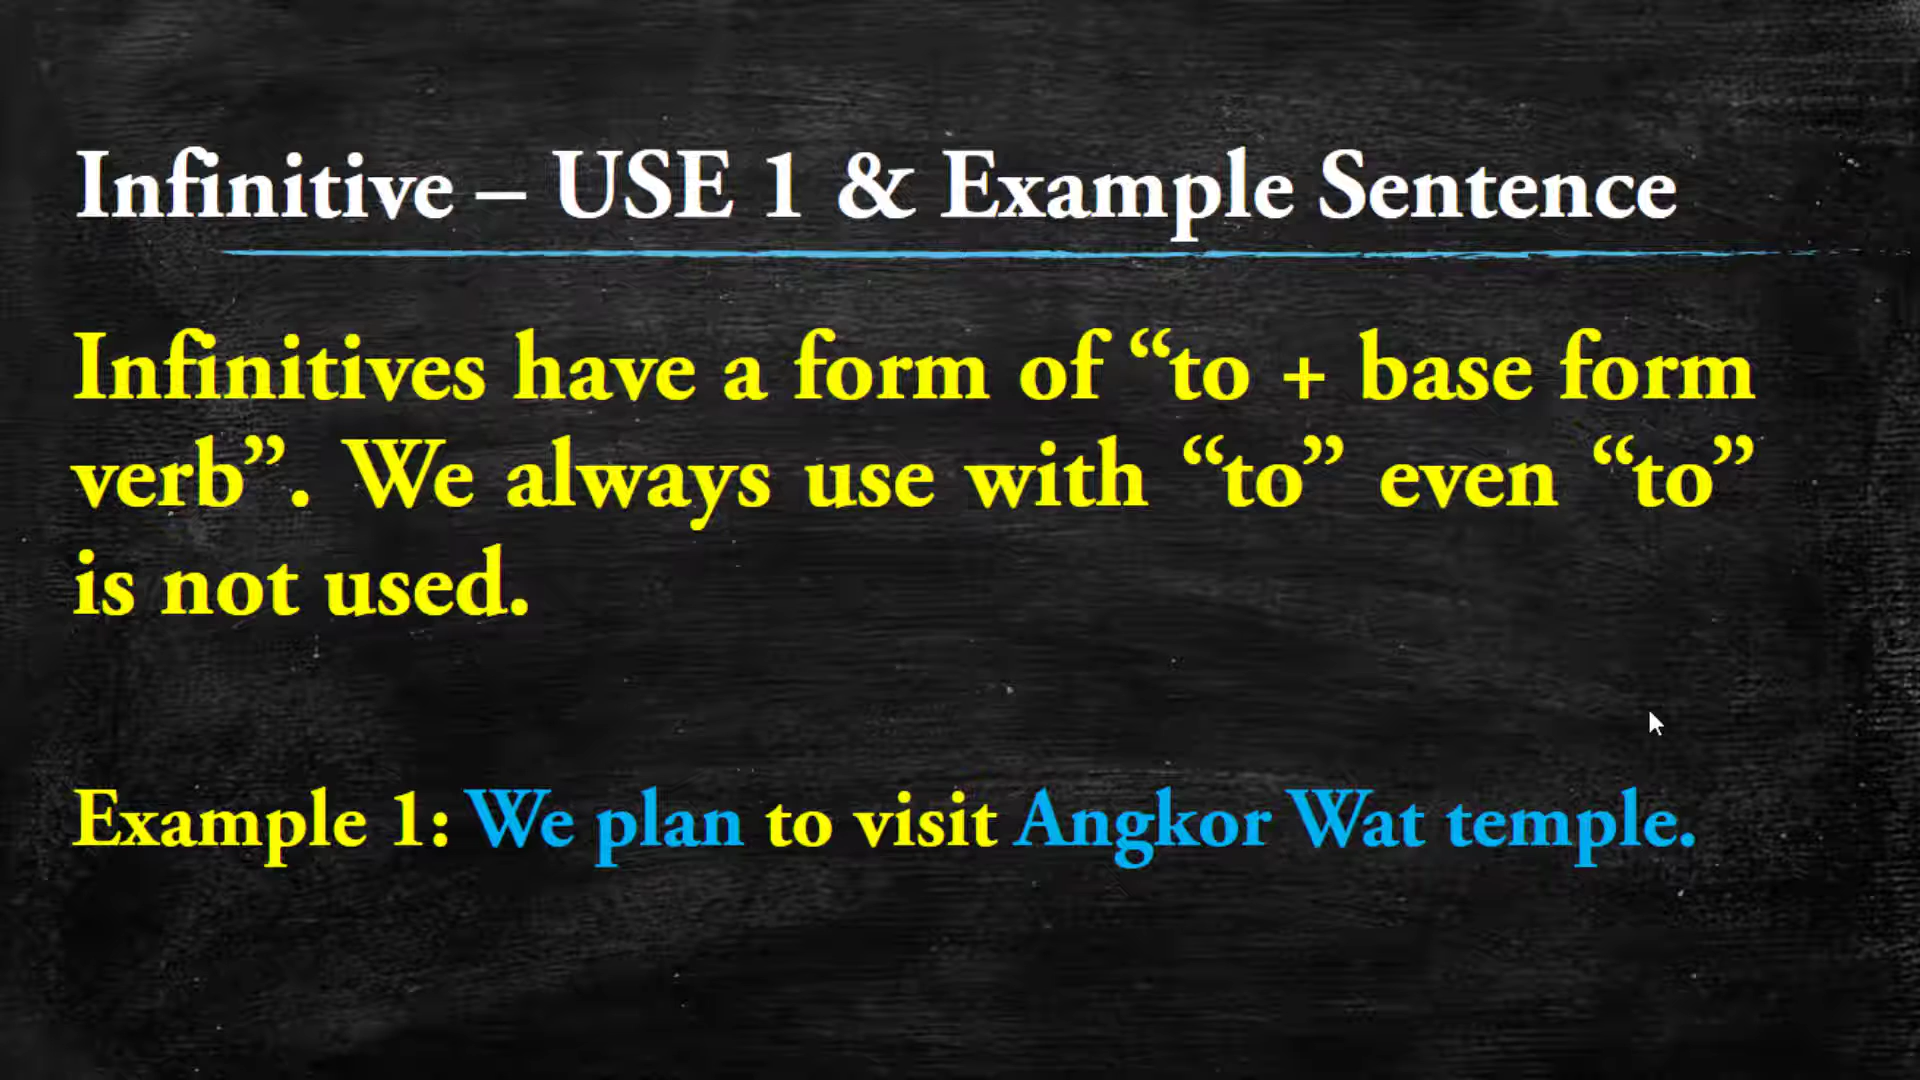 Infinitive – USE 1 & Example Sentence
Infinitives have a form of “to + base form
verb”. We always use with “to” even “to”
is not used.
Example 1: We plan to visit Angkor Wat temple.